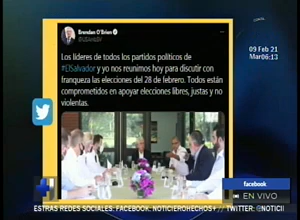 Brendan O'Brien
Los líderes de todos los partidos políticos de
#ElSalvador y yo nos reunimos hoy para discutir con
franqueza las elecciones del 28 de febrero. Todos están
comprometidos en apoyar elecciones libres, justas y no
violentas.
09 Feb 21
Mar06:13
facebook
EN VIVO
ESTRAS REDES SOCIALES: FACEBOOK: NOTICIEROHECHOS+ // TWITTER: @NOTICI